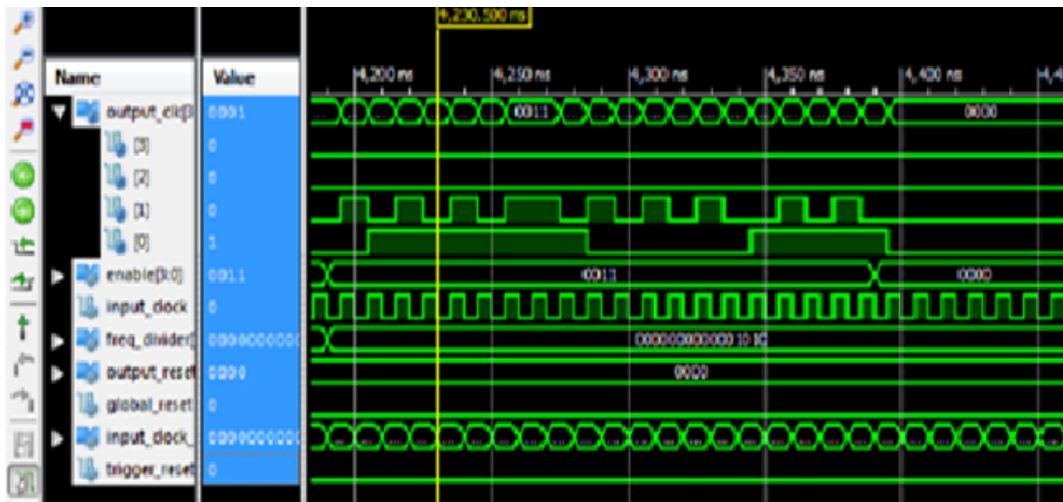 4,230.500 ns
Name Value
4,200 ns 4,250 ns 4,300 ns 4,350 ns 4,400 ns
0001 0011 0000
[3] 0
[2] 0
[1] 0
[0] 1
enable[3:0] 0011 0011 0000
input_clock 0
freq_divider[
output_reset 0000 0000
global_reset 0
input_clock_
trigger_reset 0